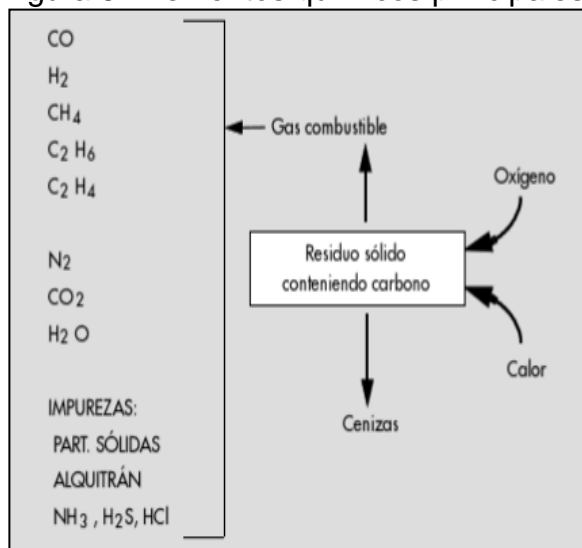 CO
H2
CH4
C2 H6
C2 H4
N2
CO2
H2 O
IMPUREZAS:
PART. SÓLIDAS
ALQUITRÁN
NH3 , H2S, HCl
Gas combustible
Oxígeno
Residuo sólido
conteniendo carbono
Calor
Cenizas